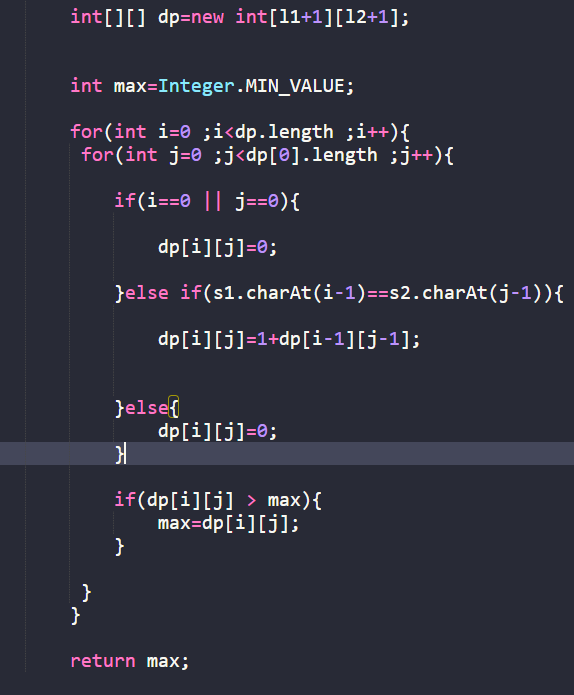 int[][] dp=new int[l1+1][l2+1];
int max=Integer.MIN_VALUE;
for(int i=0 ;i<dp.length ;i++){
for(int j=0 ;j<dp[0].length ;j++){
if(i==0 || j==0){
dp[i][j]=0;
}else if(s1.charAt(i-1)==s2.charAt(j-1)){
dp[i][j]=1+dp[i-1][j-1];
}else{
dp[i][j]=0;
}
if(dp[i][j] > max){
max=dp[i][j];
}
}
}
return max;